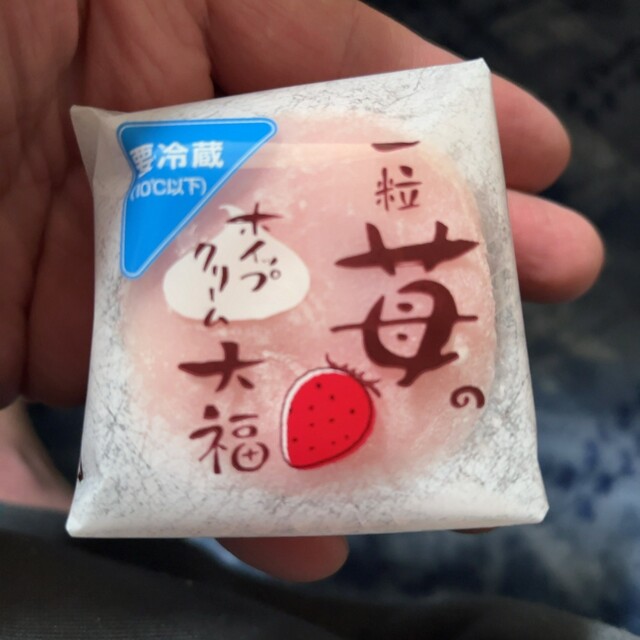 要冷蔵
(10℃以下)
一粒
苺の
ホイップ
クリーム
大福